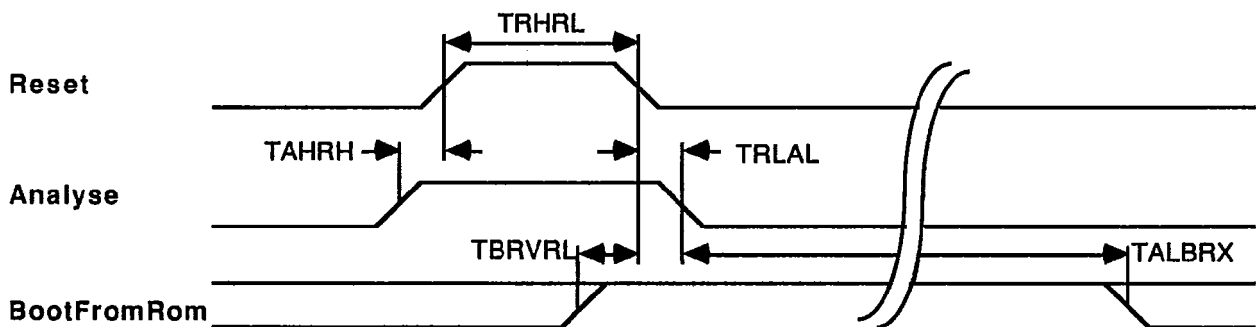 TRHRL
Reset
TAHRH
TRLAL
Analyse
TBRVRL
TALBRX
BootFromRom